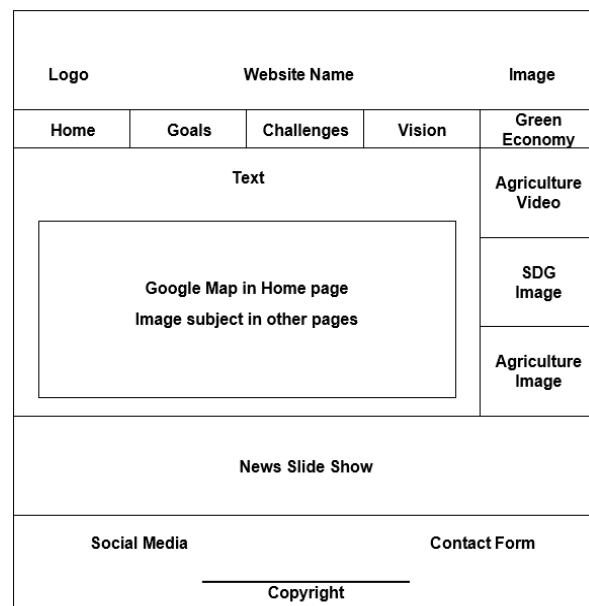 Logo
Website Name
Image
Home
Goals
Challenges
Vision
Green
Economy
Text
Google Map in Home page
Image subject in other pages
Agriculture
Video
SDG
Image
Agriculture
Image
News Slide Show
Social Media
Contact Form
Copyright